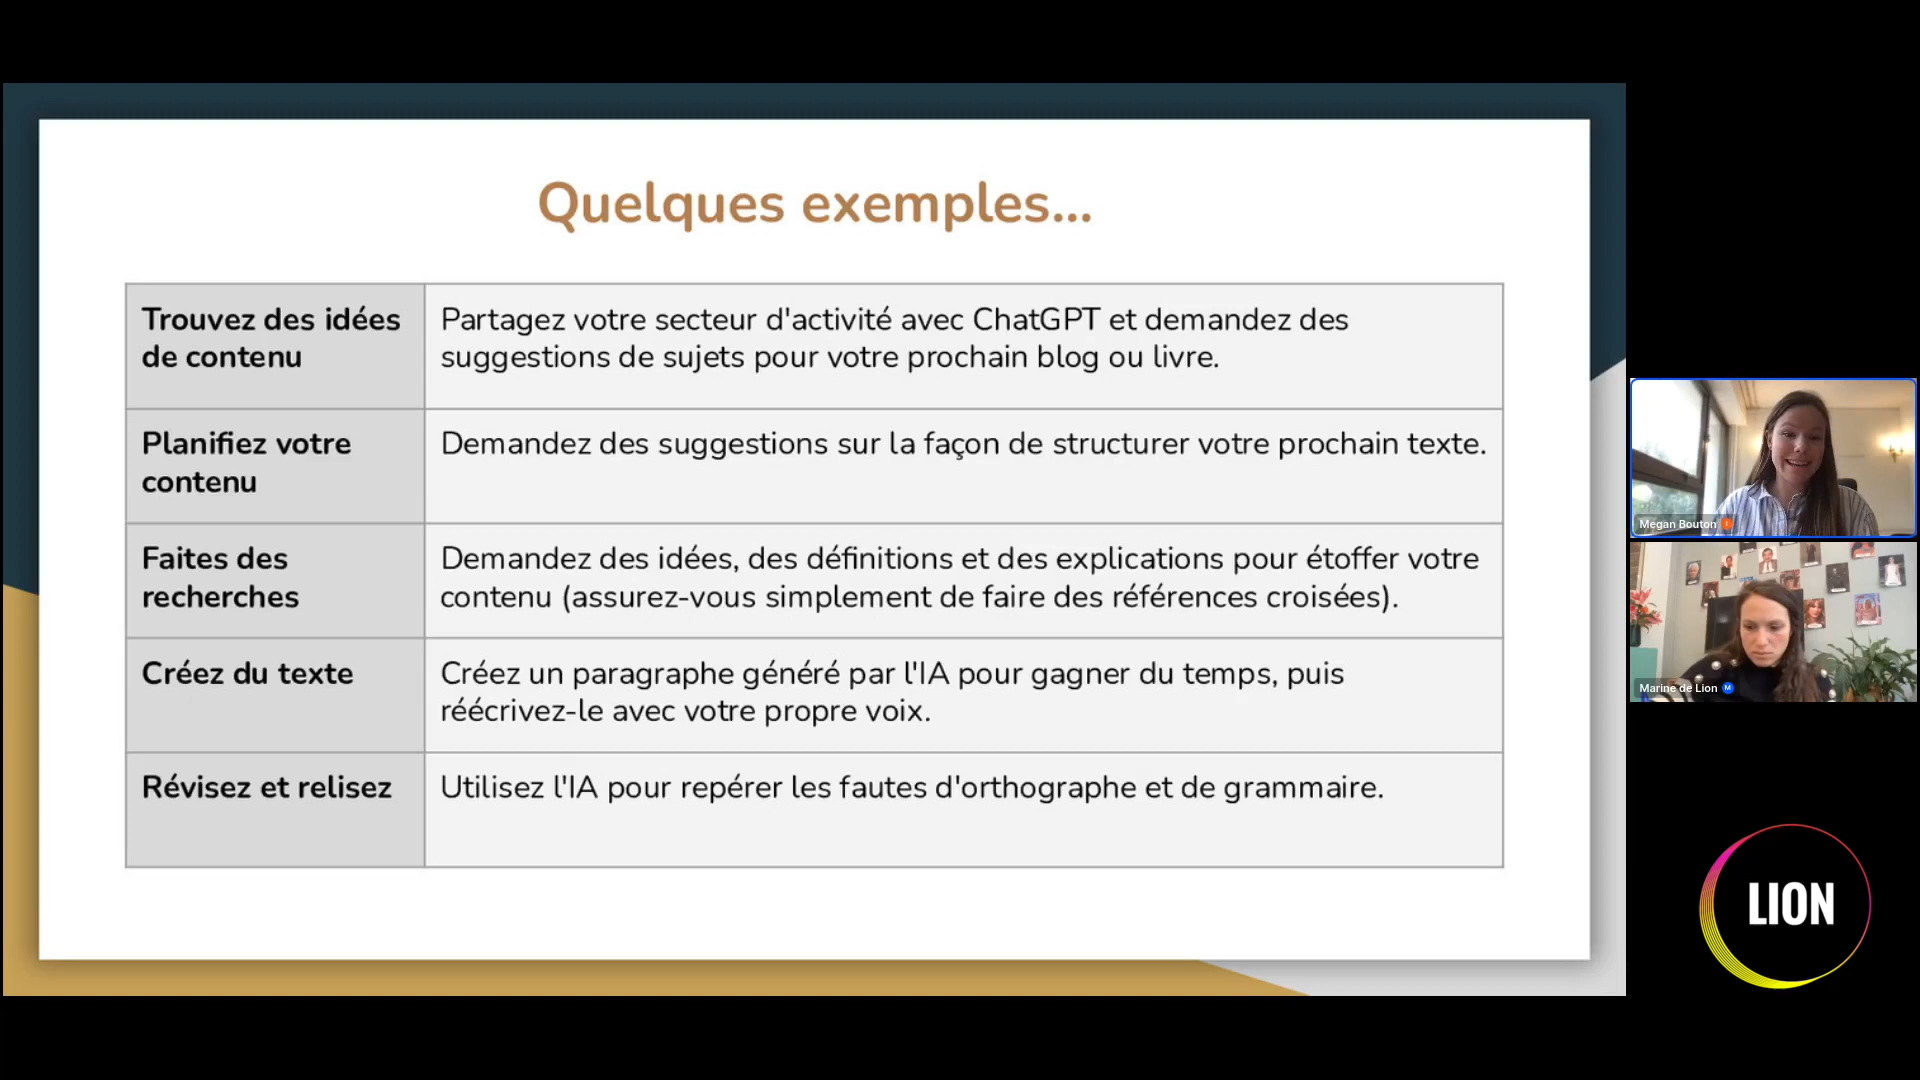 Quelques exemples...
Trouvez des idées
de contenu
Partagez votre secteur d'activité avec ChatGPT et demandez des
suggestions de sujets pour votre prochain blog ou livre.
Planifiez votre
contenu
Demandez des suggestions sur la façon de structurer votre prochain texte.
Faites des
recherches
Demandez des idées, des définitions et des explications pour étoffer votre
contenu (assurez-vous simplement de faire des références croisées).
Créez du texte
Créez un paragraphe généré par l'IA pour gagner du temps, puis
réécrivez-le avec votre propre voix.
Révisez et relisez
Utilisez l'IA pour repérer les fautes d'orthographe et de grammaire.
Megan Bouton
Marine de Lion M
LION